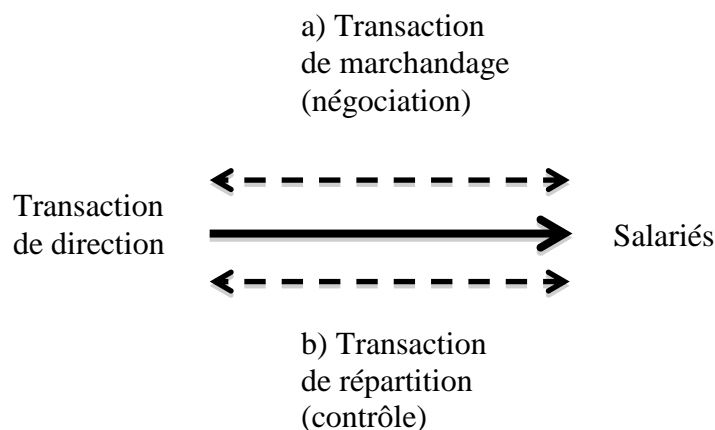 a) Transaction
de marchandage
(négociation)
Transaction
de direction
Salariés
b) Transaction
de répartition
(contrôle)